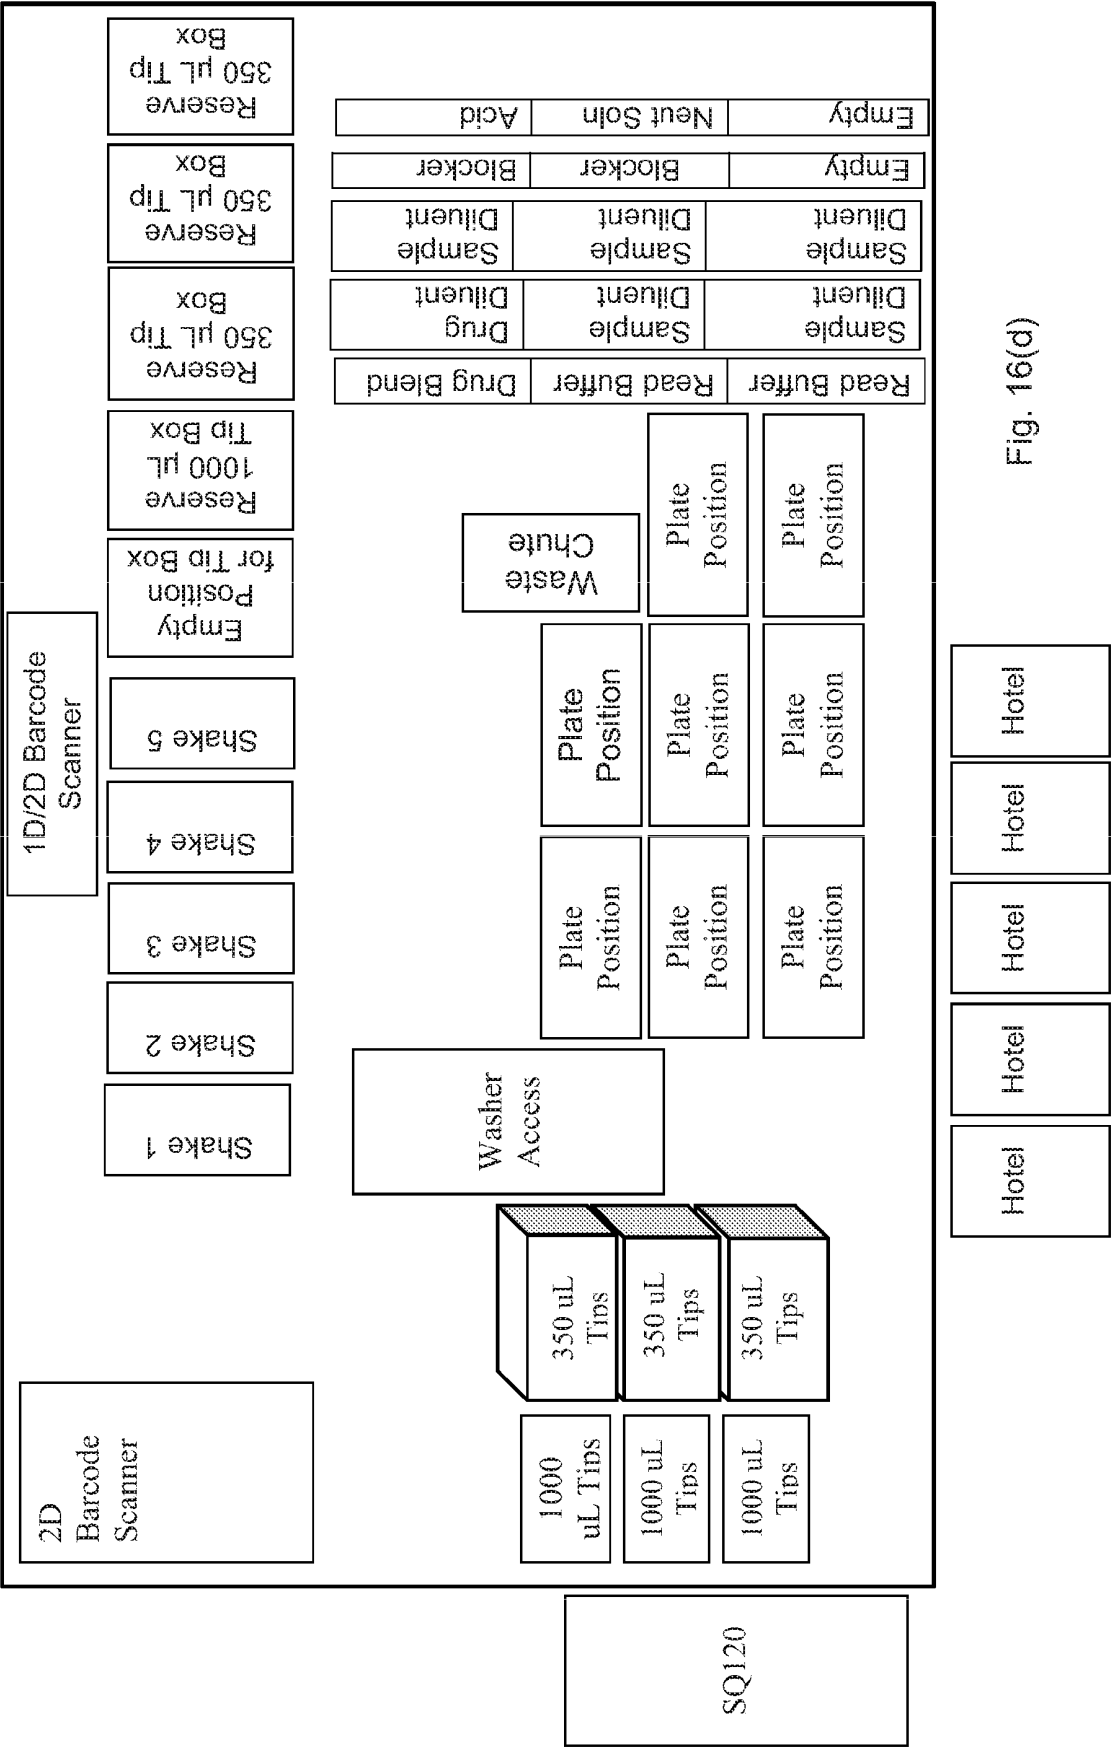 2D
Barcode
Scanner
1D/2D Barcode
Scanner
Shake 1
Shake 2
Shake 3
Shake 4
Shake 5
Empty
Position
for Tip Box
Reserve
1000 µL
Tip Box
Reserve
350 µL Tip
Box
Reserve
350 µL Tip
Box
Reserve
350 µL Tip
Box
1000
uL Tips
1000 uL
Tips
1000 uL
Tips
350 uL
Tips
350 uL
Tips
350 uL
Tips
Washer
Access
Plate
Position
Plate
Position
Plate
Position
Plate
Position
Plate
Position
Plate
Position
Waste
Chute
Plate
Position
Plate
Position
Read Buffer
Read Buffer
Drug Blend
Sample
Diluent
Sample
Diluent
Drug
Diluent
Sample
Diluent
Sample
Diluent
Sample
Diluent
Empty
Blocker
Blocker
Empty
Neut Soln
Acid
SQ120
Hotel
Hotel
Hotel
Hotel
Hotel
Fig. 16(d)